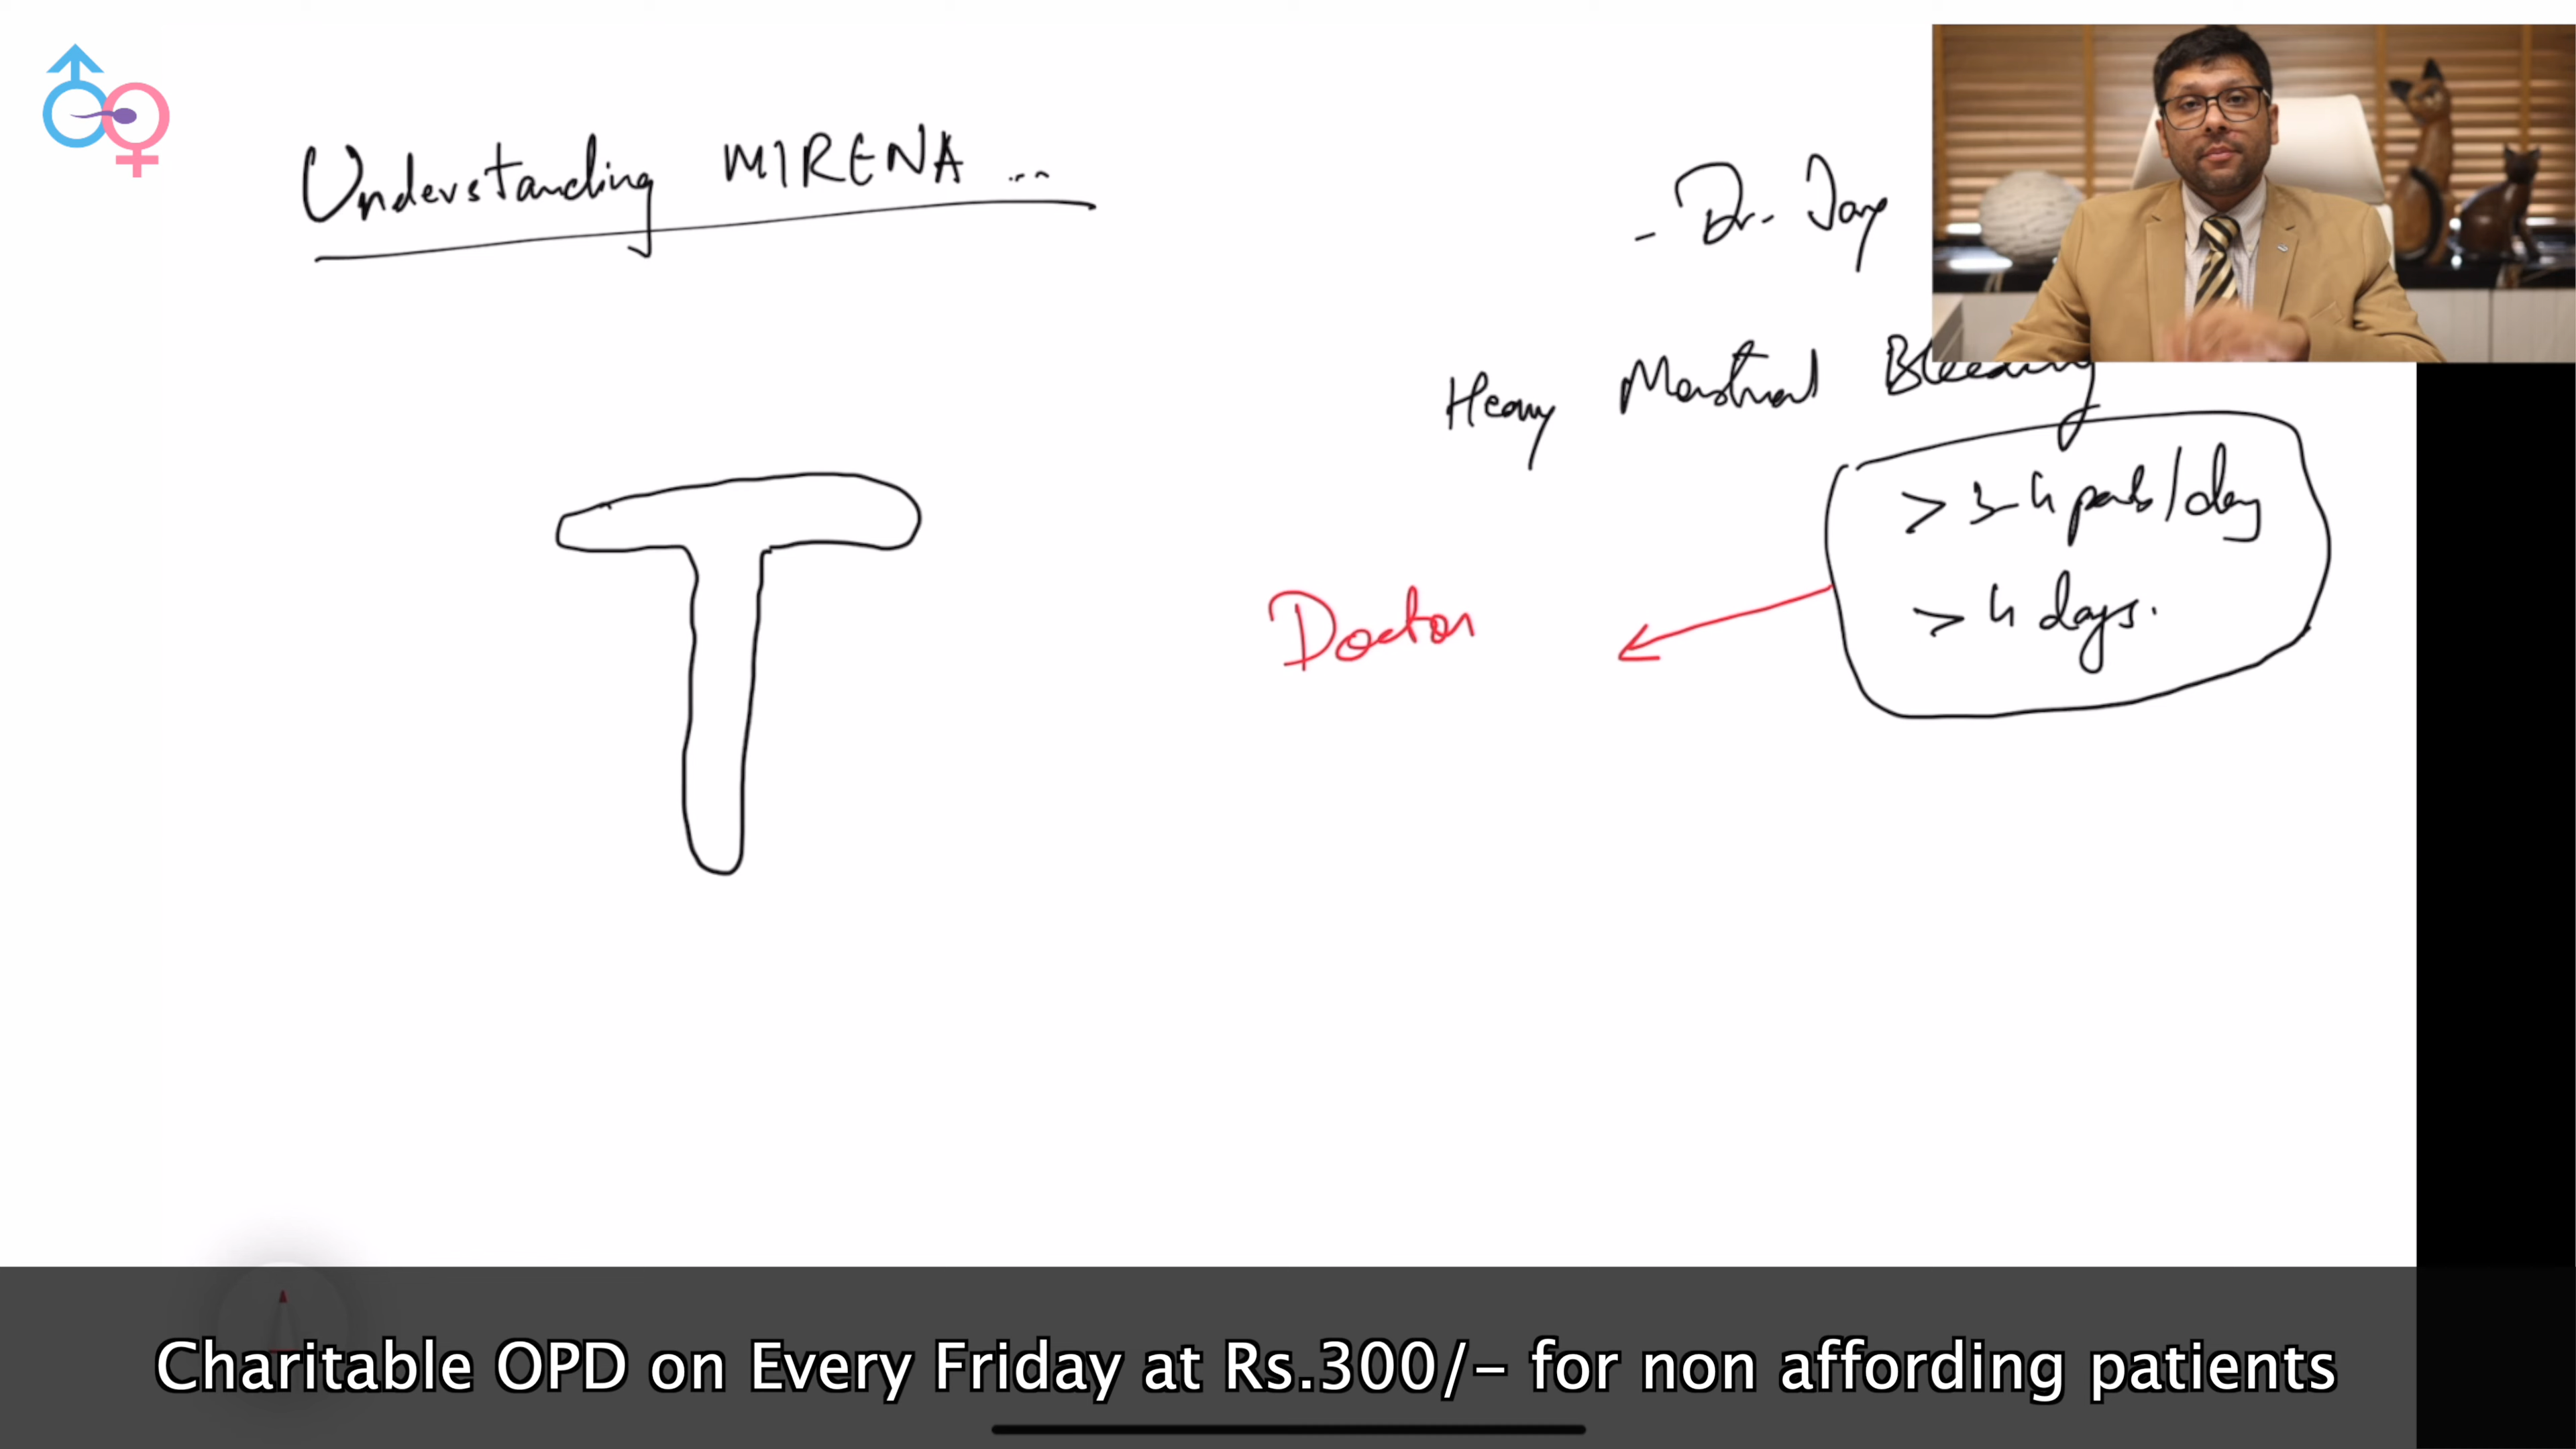 Understanding MIRENA ...
- Dr. Jay
Heavy Menstrual Bleeding
> 3-4 pads/day
> 4 days.
Doctor
Charitable OPD on Every Friday at Rs.300/- for non affording patients